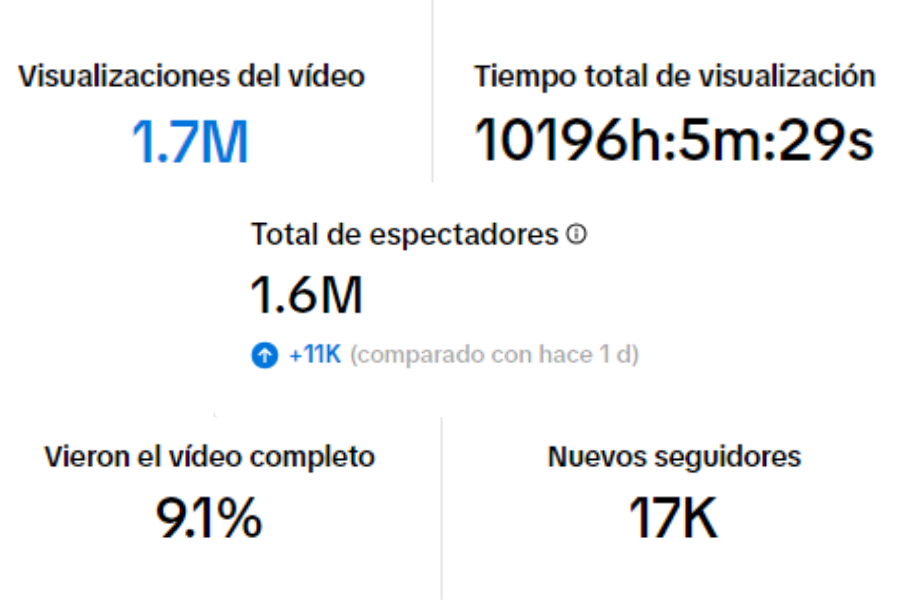 Visualizaciones del vídeo
1.7M
Tiempo total de visualización
10196h:5m:29s
Total de espectadores
1.6M
+11K (comparado con hace 1 d)
Vieron el vídeo completo
9.1%
Nuevos seguidores
17K